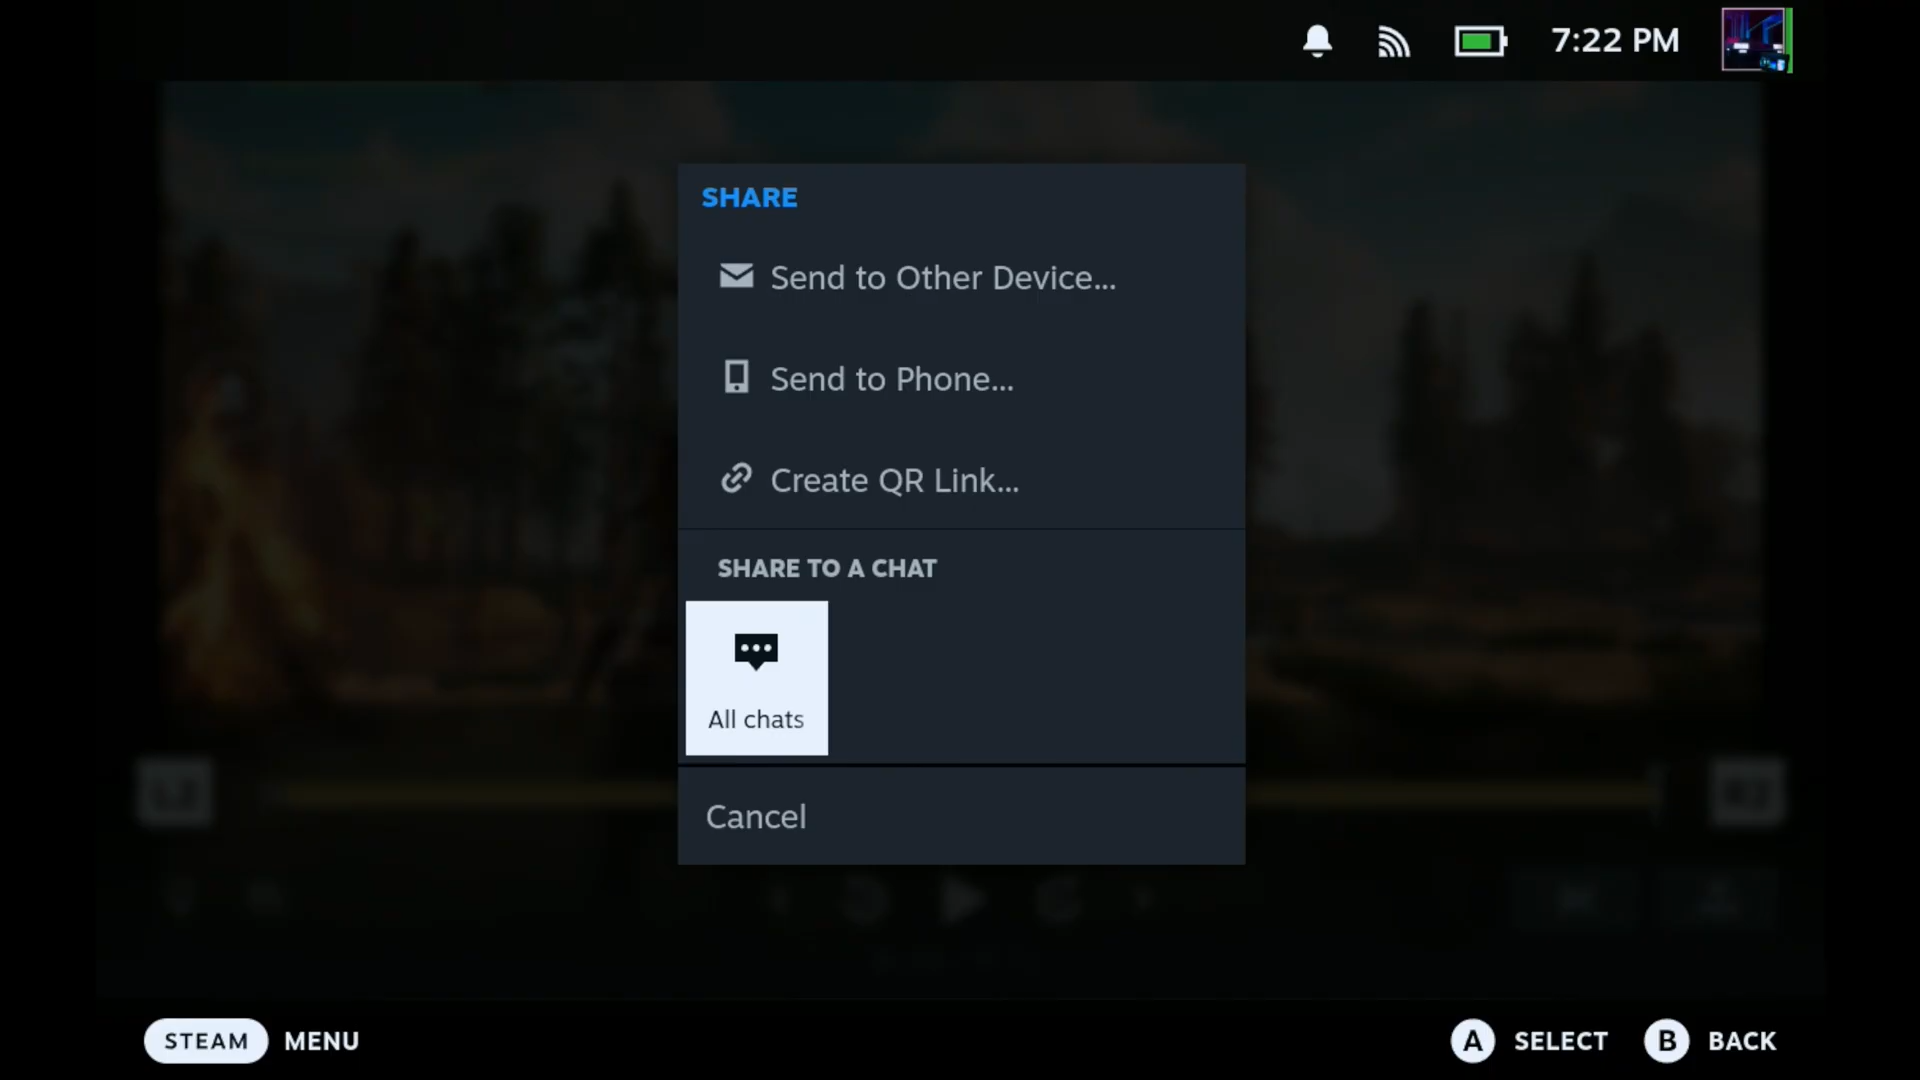 7:22 PM
SHARE
Send to Other Device...
Send to Phone...
Create QR Link...
SHARE TO A CHAT
All chats
Cancel
STEAM MENU
A SELECT B BACK